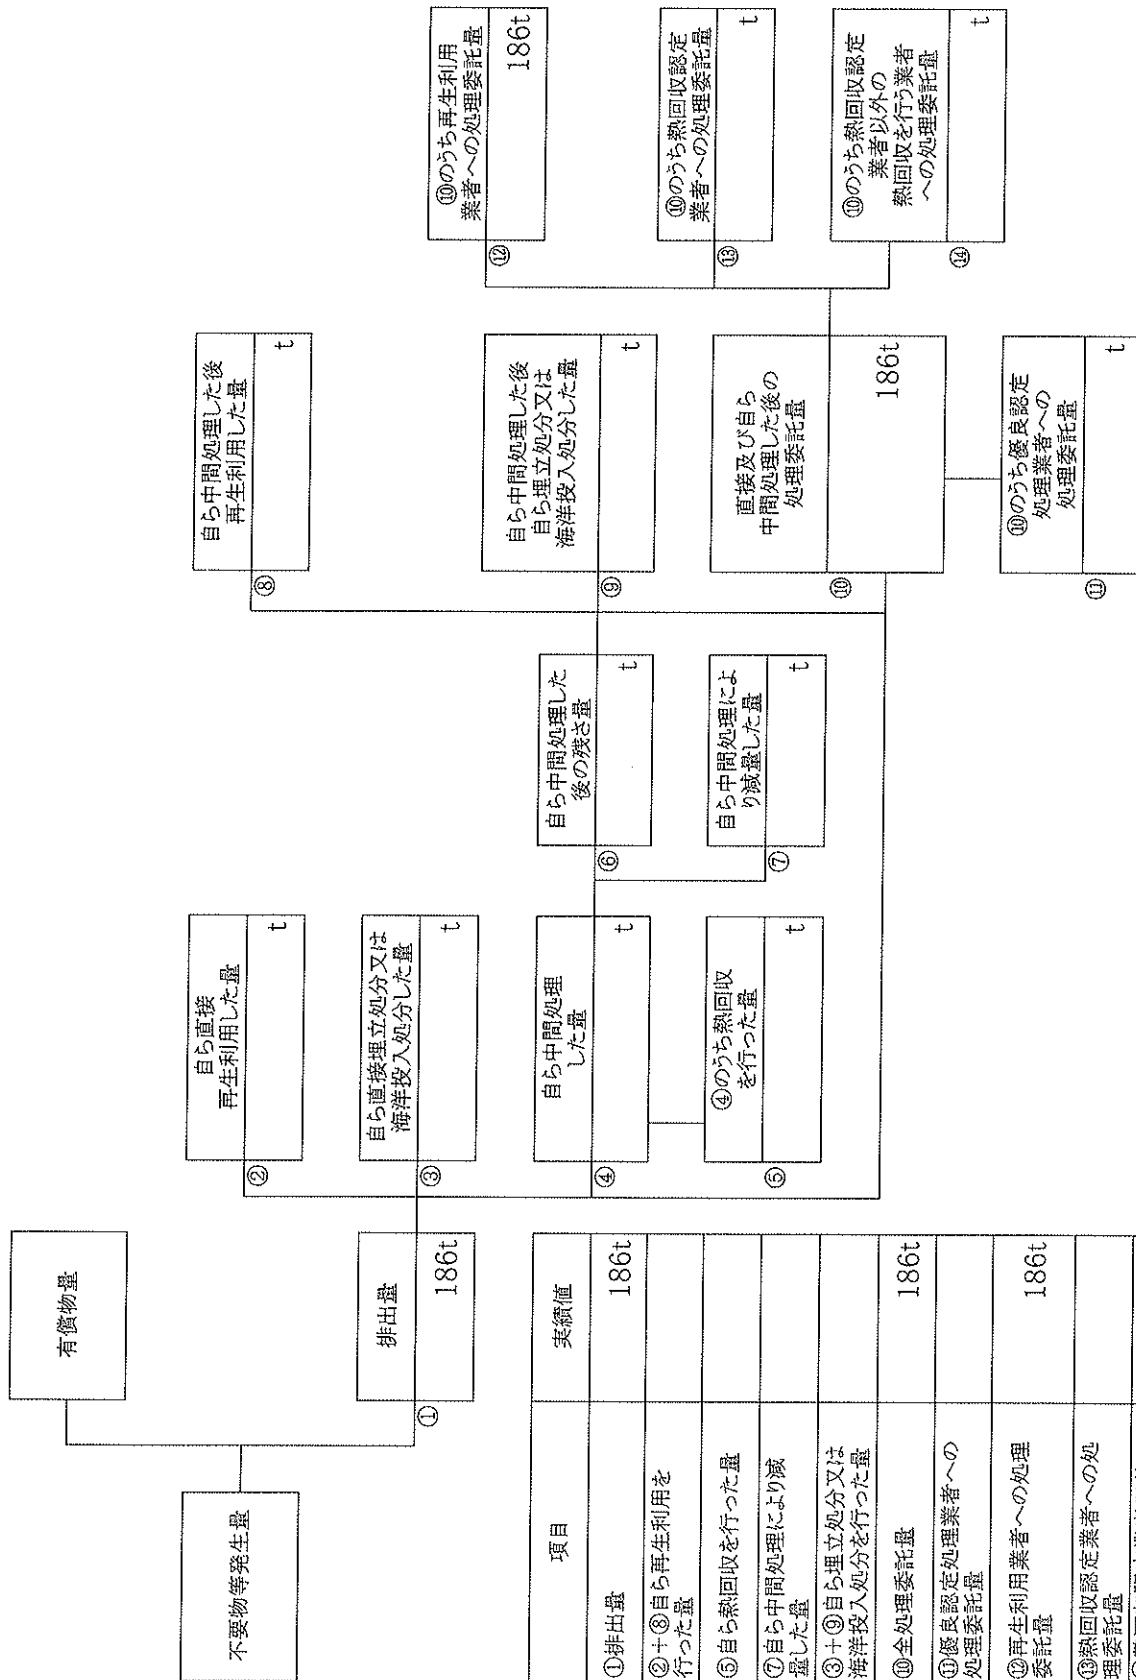 不要物等発生量
有償物量
①
排出量
186t
②
自ら直接
再生利用した量
t
③
自ら直接埋立処分又は
海洋投入処分した量
t
④
自ら中間処理
した量
t
⑤
④のうち熱回収
を行った量
t
⑥
自ら中間処理した
後の残さ量
t
⑦
自ら中間処理によ
り減量した量
t
⑧
自ら中間処理した後
再生利用した量
t
⑨
自ら中間処理した後
自ら埋立処分又は
海洋投入処分した量
t
⑩
直接及び自ら
中間処理した後の
処理委託量
186t
⑪
⑩のうち優良認定
処理業者への
処理委託量
t
⑫
⑩のうち再生利用
業者への処理委託量
186t
⑬
⑩のうち熱回収認定
業者への処理委託量
t
⑭
⑩のうち熱回収認定
業者以外の
熱回収を行う業者
への処理委託量
t
項目
実績値
①排出量
186t
②+⑧自ら再生利用を
行った量
⑤自ら熱回収を行った量
⑦自ら中間処理により減
量した量
③+⑨自ら埋立処分又は
海洋投入処分を行った量
⑩全処理委託量
186t
⑪優良認定処理業者への
処理委託量
⑫再生利用業者への処理
委託量
186t
⑬熱回収認定業者への処
理委託量